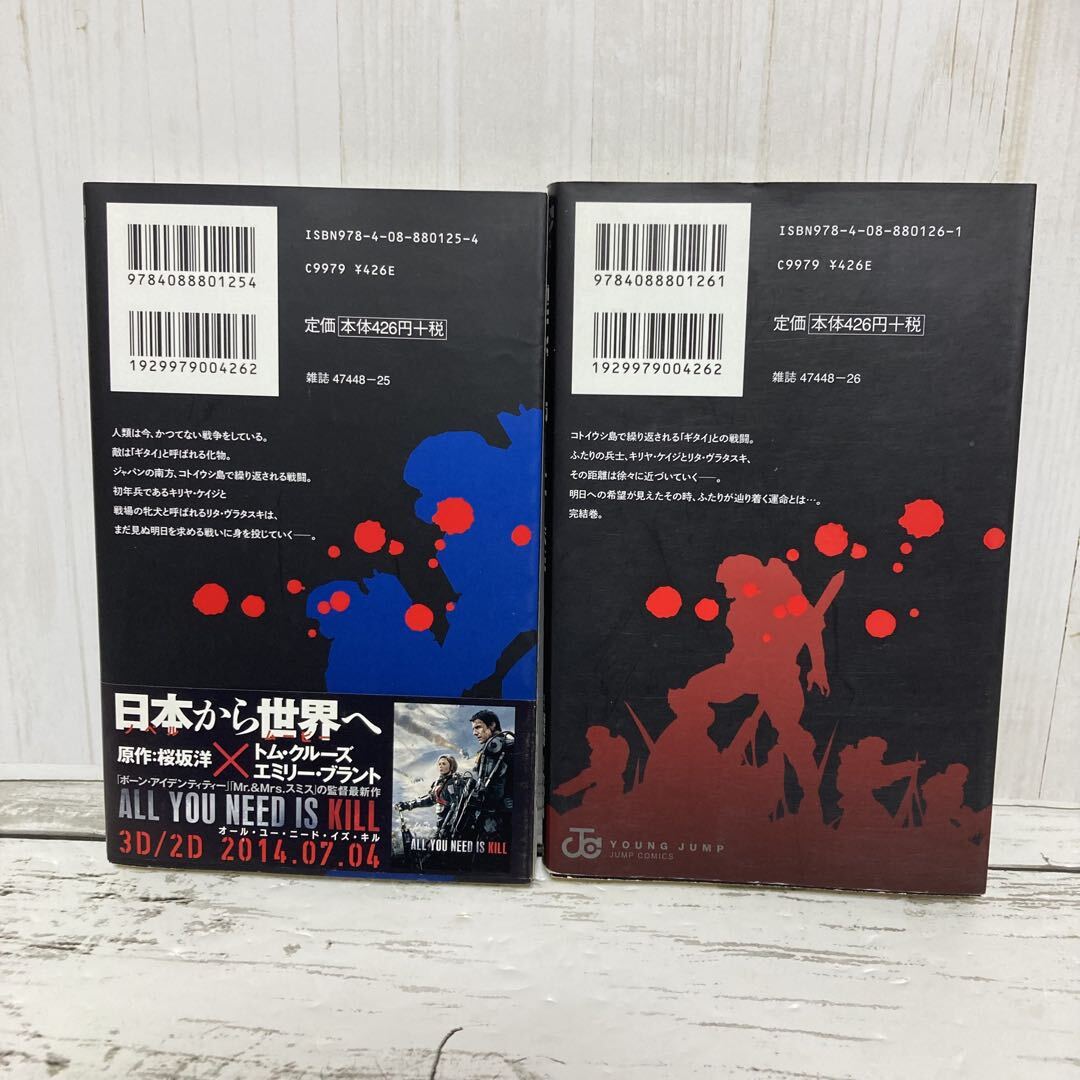 ISBN978-4-08-880125-4
9784088801254
C9979 ¥426E
定価 本体426円+税
1929979004262
雑誌 47448-25
人類は今、かつてない戦争をしている。
敵は「ギタイ」と呼ばれる化物。
ジャパンの南方、コトイウシ島で繰り返される戦闘。
初年兵であるキリヤ・ケイジと
戦場の牝犬と呼ばれるリタ・ヴラタスキは、
まだ見ぬ明日を求める戦いに身を投じていく──。
日本から世界へ
ノベル ムービー
原作:桜坂洋×トム・クルーズ
エミリー・ブラント
「ボーン・アイデンティティー」「Mr.&Mrs.スミス」の監督最新作
ALL YOU NEED IS KILL
オール・ユー・ニード・イズ・キル
3D/2D 2014.07.04
ALL YOU NEED IS KILL
ISBN978-4-08-880126-1
9784088801261
C9979 ¥426E
定価 本体426円+税
1929979004262
雑誌 47448-26
コトイウシ島で繰り返される「ギタイ」との戦闘。
ふたりの兵士、キリヤ・ケイジとリタ・ヴラタスキ、
その距離は徐々に近づいていく──。
明日への希望が見えたその時、ふたりが辿り着く運命とは…。
完結巻。
YOUNG JUMP
JUMP COMICS